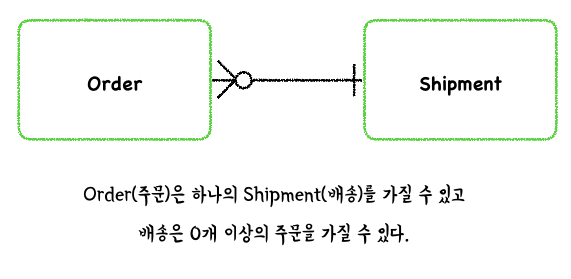 Order
Shipment
Order(주문)은 하나의 Shipment(배송)를 가질 수 있고
배송은 0개 이상의 주문을 가질 수 있다.